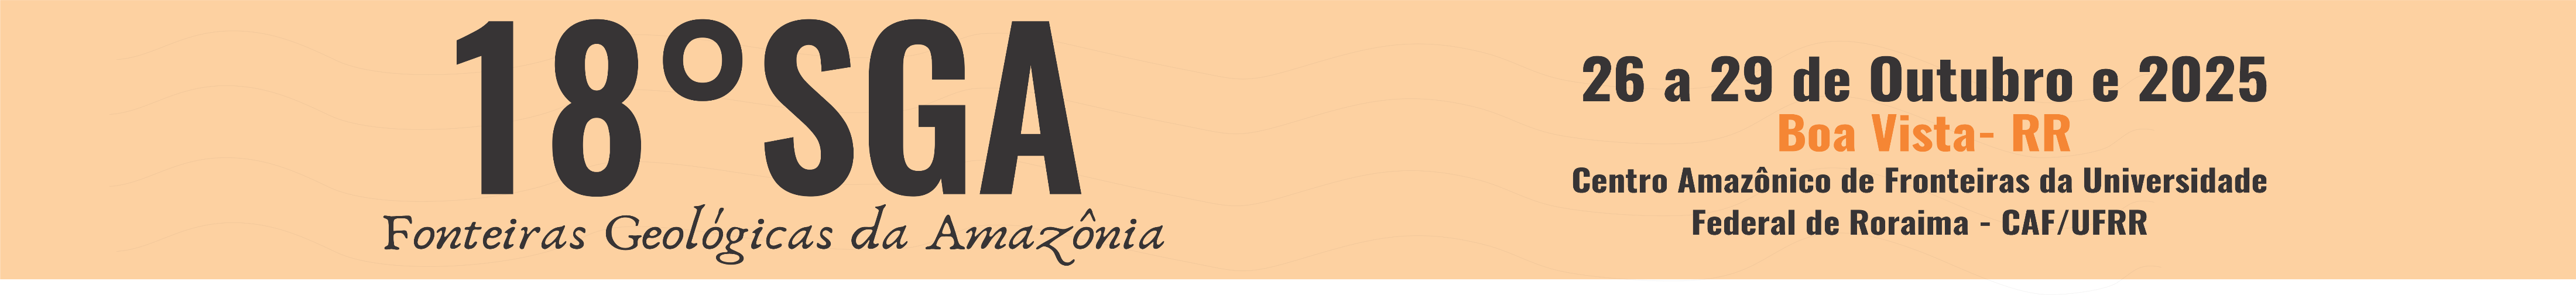 18°SGA
Fonteiras Geológicas da Amazônia
26 a 29 de Outubro e 2025
Boa Vista- RR
Centro Amazônico de Fronteiras da Universidade
Federal de Roraima - CAF/UFRR